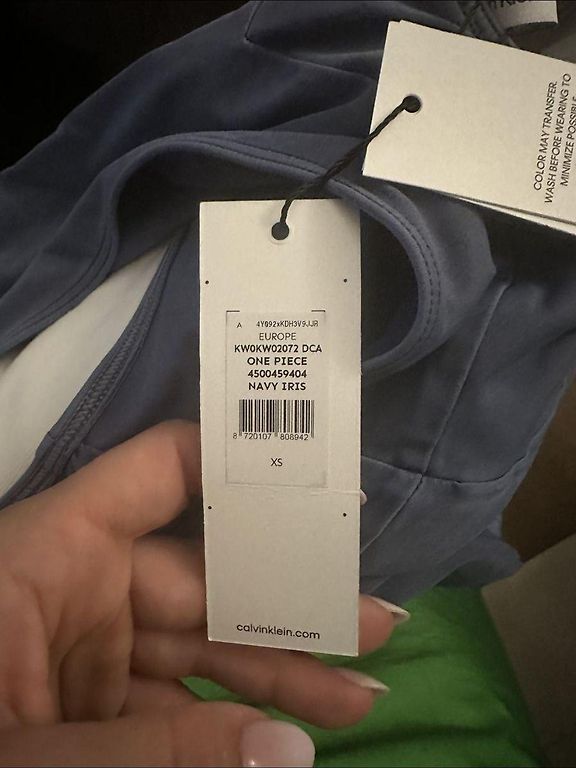 COLOR MAY TRANSFER.
WASH BEFORE WEARING TO
MINIMIZE POSSIBLE
A 4Y092xKDH3V9JJR
EUROPE
KW0KW02072 DCA
ONE PIECE
4500459404
NAVY IRIS
8 720107 808942
XS
calvinklein.com